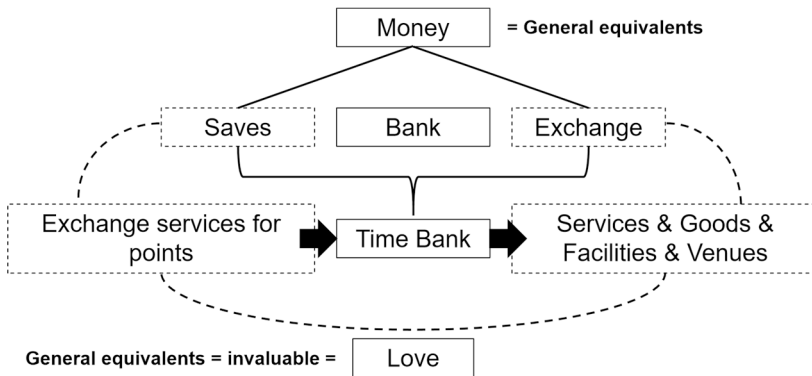 Money
= General equivalents
Saves
Bank
Exchange
Exchange services for
points
Time Bank
Services & Goods &
Facilities & Venues
General equivalents = invaluable =
Love